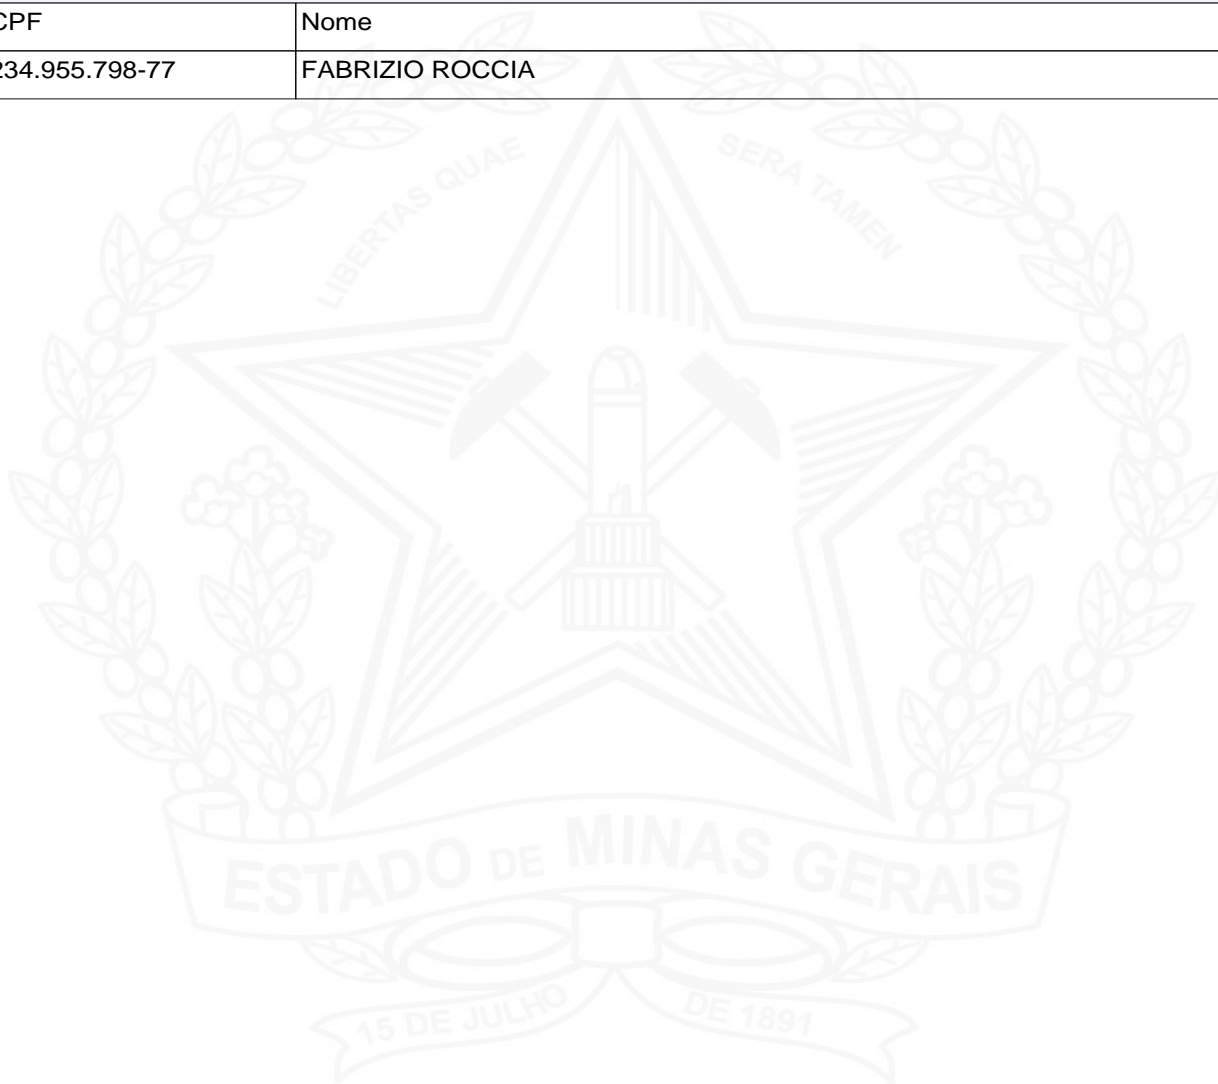 CPF Nome
234.955.798-77 FABRIZIO ROCCIA
LIBERTAS QUAE SERA TAMEN
ESTADO DE MINAS GERAIS
15 DE JULHO DE 1891